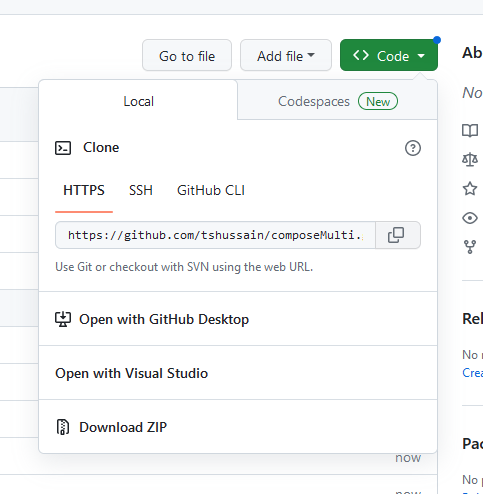 Go to file
Add file
Code
Local
Codespaces
New
Clone
HTTPS
SSH
GitHub CLI
https://github.com/tshussain/composeMulti.
Use Git or checkout with SVN using the web URL.
Open with GitHub Desktop
Open with Visual Studio
Download ZIP
now
now
Ab
No
Rel
No
Crea
Pac
No p